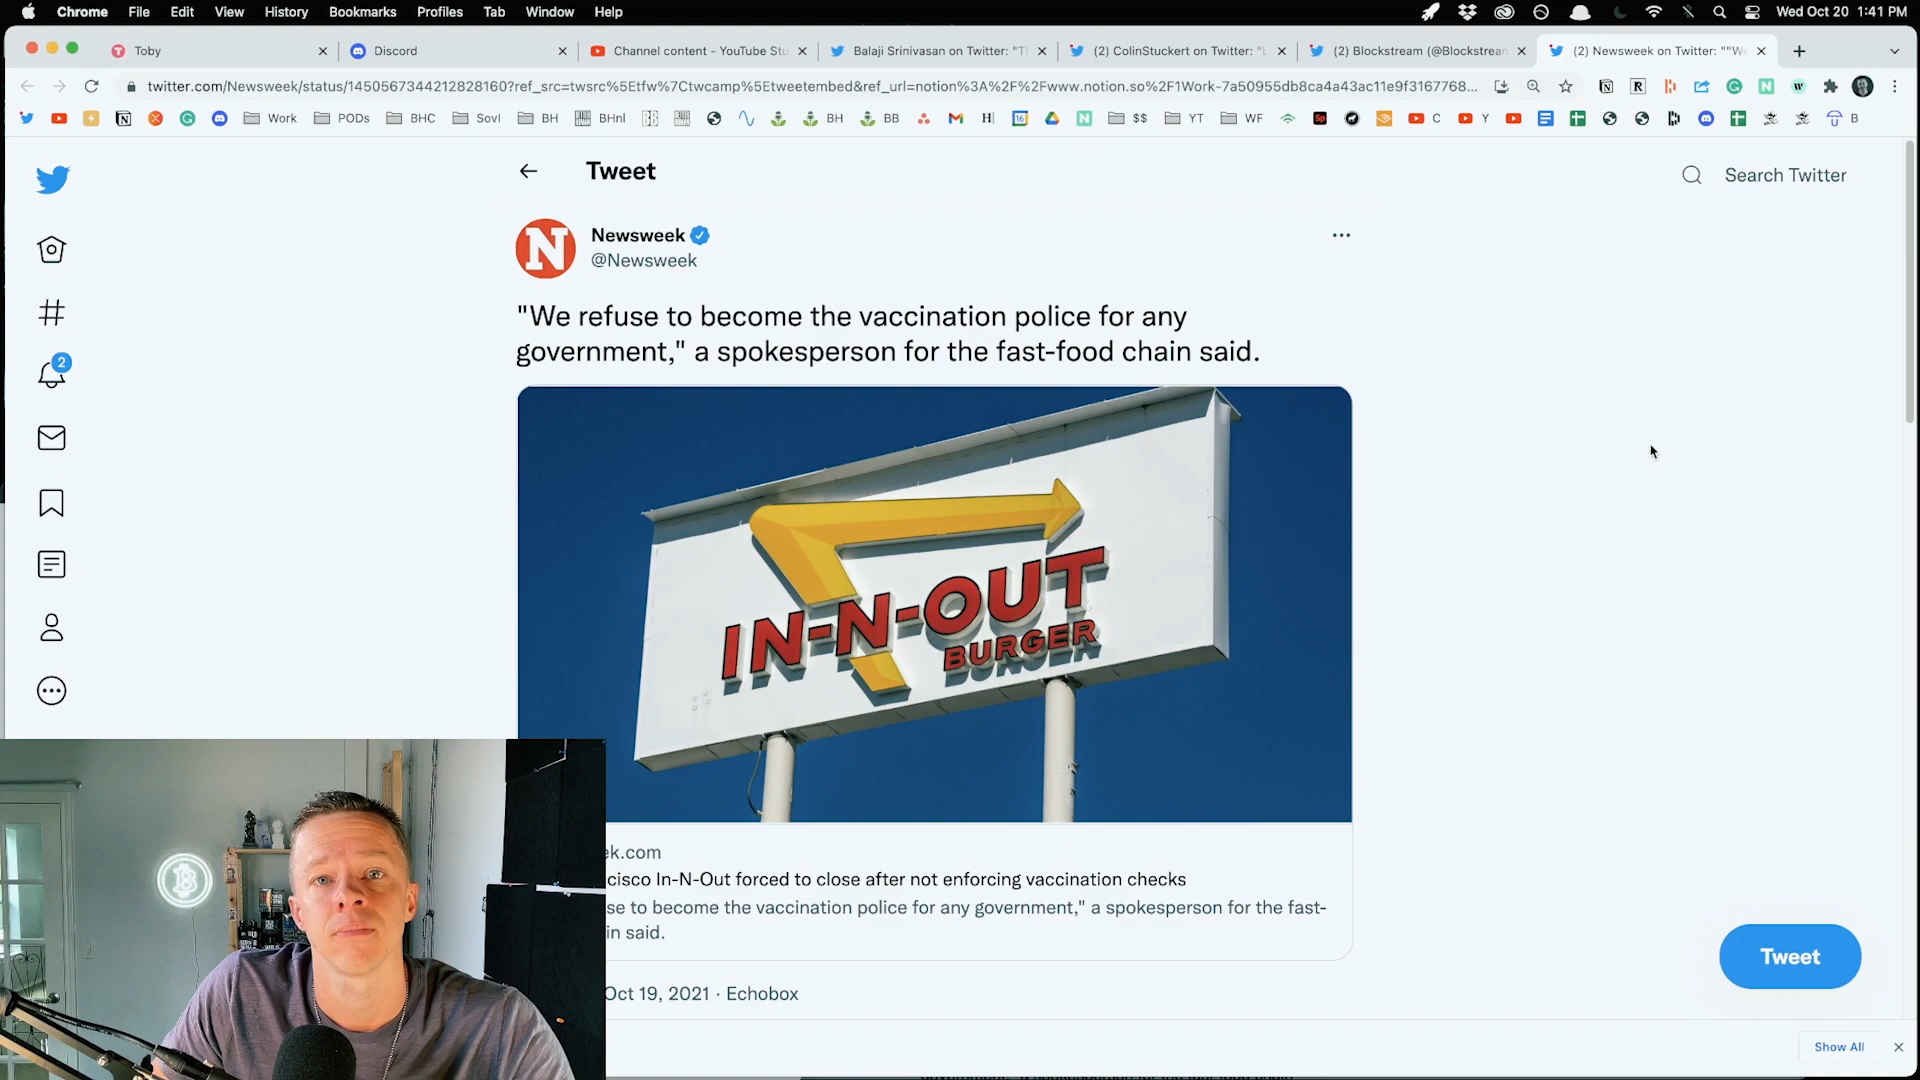 Chrome File Edit View History Bookmarks Profiles Tab Window Help Wed Oct 20 1:41 PM
Toby Discord Channel content - YouTube Stu Balaji Srinivasan on Twitter: "Tl (2) ColinStuckert on Twitter: "L (2) Blockstream (@Blockstream (2) Newsweek on Twitter: ""We
twitter.com/Newsweek/status/1450567344212828160?ref_src=twsrc%5Etfw%7Ctwcamp%5Etweetembed&ref_url=notion%3A%2F%2Fwww.notion.so%2F1Work-7a50955db8ca4a43ac11e9f3167768...
Work PODs BHC Sovl BH BHnl BH BB $$ YT WF C Y B
Tweet
Search Twitter
Newsweek
@Newsweek
2
"We refuse to become the vaccination police for any
government," a spokesperson for the fast-food chain said.
IN-N-OUT
BURGER
ek.com
cisco In-N-Out forced to close after not enforcing vaccination checks
se to become the vaccination police for any government," a spokesperson for the fast-
in said.
Tweet
Oct 19, 2021 · Echobox
Show All